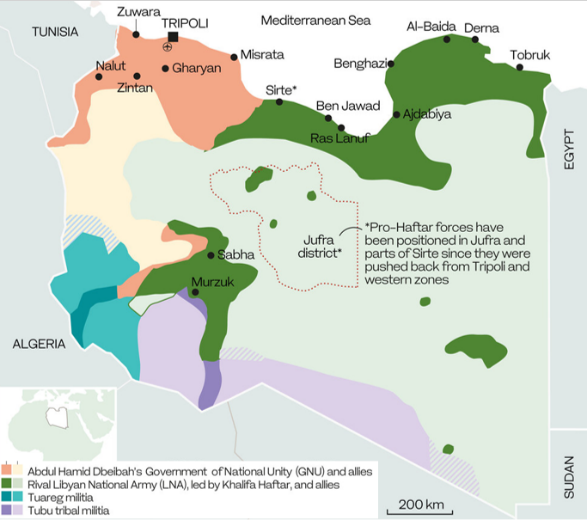 Zuwara
TUNISIA
TRIPOLI
Mediterranean Sea
Al-Baida
Derna
Misrata
Benghazi
Tobruk
Nalut
Gharyan
Zintan
Sirte*
Ben Jawad
Ajdabiya
Ras Lanuf
EGYPT
*Pro-Haftar forces have
been positioned in Jufra and
parts of Sirte since they were
pushed back from Tripoli and
western zones
Jufra
district*
Sabha
Murzuk
ALGERIA
Abdul Hamid Dbeibah's Government of National Unity (GNU) and allies
Rival Libyan National Army (LNA), led by Khalifa Haftar, and allies
Tuareg militia
Tubu tribal militia
200 km
SUDAN